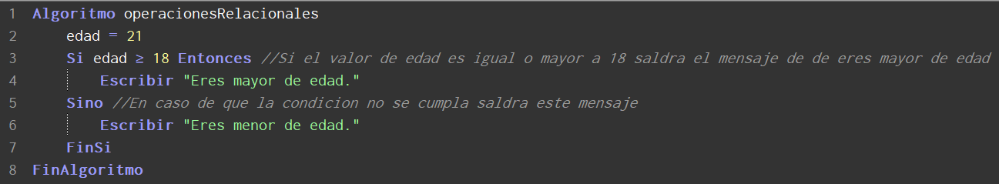 1 Algoritmo operacionesRelacionales
2 edad = 21
3 Si edad ≥ 18 Entonces //Si el valor de edad es igual o mayor a 18 saldra el mensaje de de eres mayor de edad
4 Escribir "Eres mayor de edad."
5 Sino //En caso de que la condicion no se cumpla saldra este mensaje
6 Escribir "Eres menor de edad."
7 FinSi
8 FinAlgoritmo